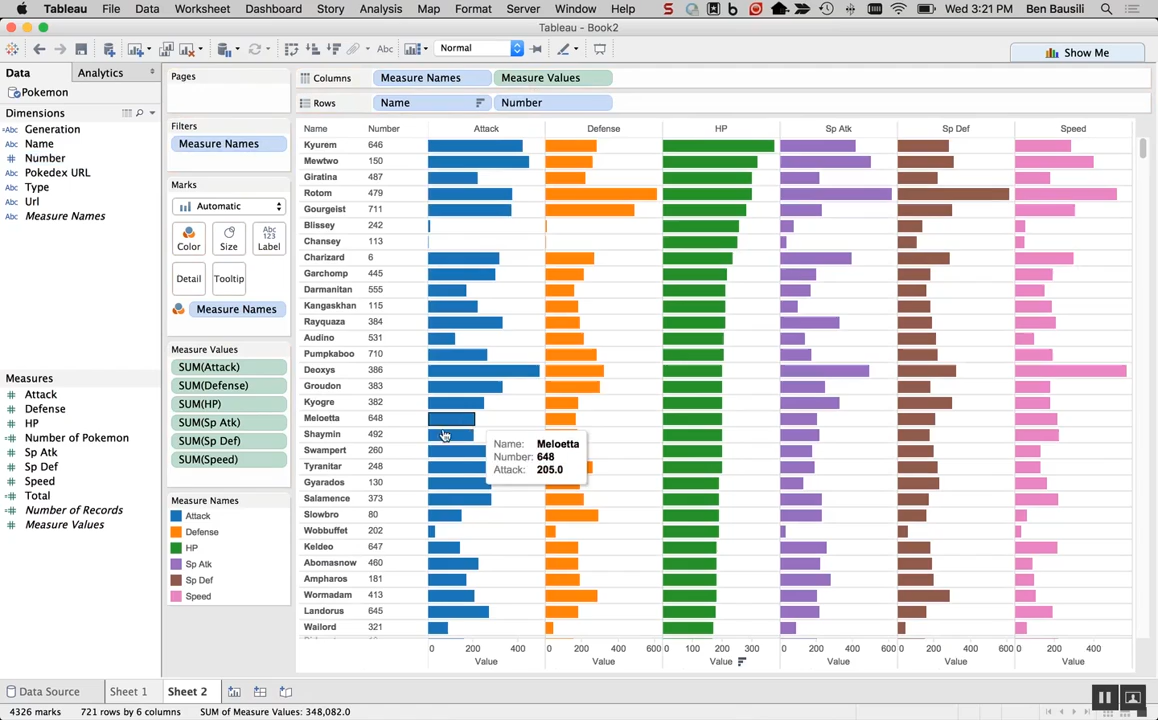 Tableau File Data Worksheet Dashboard Story Analysis Map Format Server Window Help Wed 3:21 PM Ben Bausili
Tableau - Book2
Abc Normal Show Me
Data Analytics
Pokemon
Dimensions
Abc Generation
Abc Name
# Number
Abc Pokedex URL
Abc Type
Abc Url
Abc Measure Names
Measures
# Attack
# Defense
# HP
# Number of Pokemon
# Sp Atk
# Sp Def
# Speed
# Total
# Number of Records
# Measure Values
Pages
Filters
Measure Names
Marks
Automatic
Color Size Abc 123 Label
Detail Tooltip
Measure Names
Measure Values
SUM(Attack)
SUM(Defense)
SUM(HP)
SUM(Sp Atk)
SUM(Sp Def)
SUM(Speed)
Measure Names
Attack
Defense
HP
Sp Atk
Sp Def
Speed
Columns Measure Names Measure Values
Rows Name Number
Name Number Attack Defense HP Sp Atk Sp Def Speed
Kyurem 646
Mewtwo 150
Giratina 487
Rotom 479
Gourgeist 711
Blissey 242
Chansey 113
Charizard 6
Garchomp 445
Darmanitan 555
Kangaskhan 115
Rayquaza 384
Audino 531
Pumpkaboo 710
Deoxys 386
Groudon 383
Kyogre 382
Meloetta 648
Shaymin 492
Swampert 260
Tyranitar 248
Gyarados 130
Salamence 373
Slowbro 80
Wobbuffet 202
Keldeo 647
Abomasnow 460
Ampharos 181
Wormadam 413
Landorus 645
Wailord 321
Name: Meloetta
Number: 648
Attack: 205.0
0 200 400 0 200 400 600 0 100 200 300 0 200 400 600 0 200 400 600 0 200 400
Value Value Value Value Value Value
Data Source Sheet 1 Sheet 2
4326 marks 721 rows by 6 columns SUM of Measure Values: 348,082.0